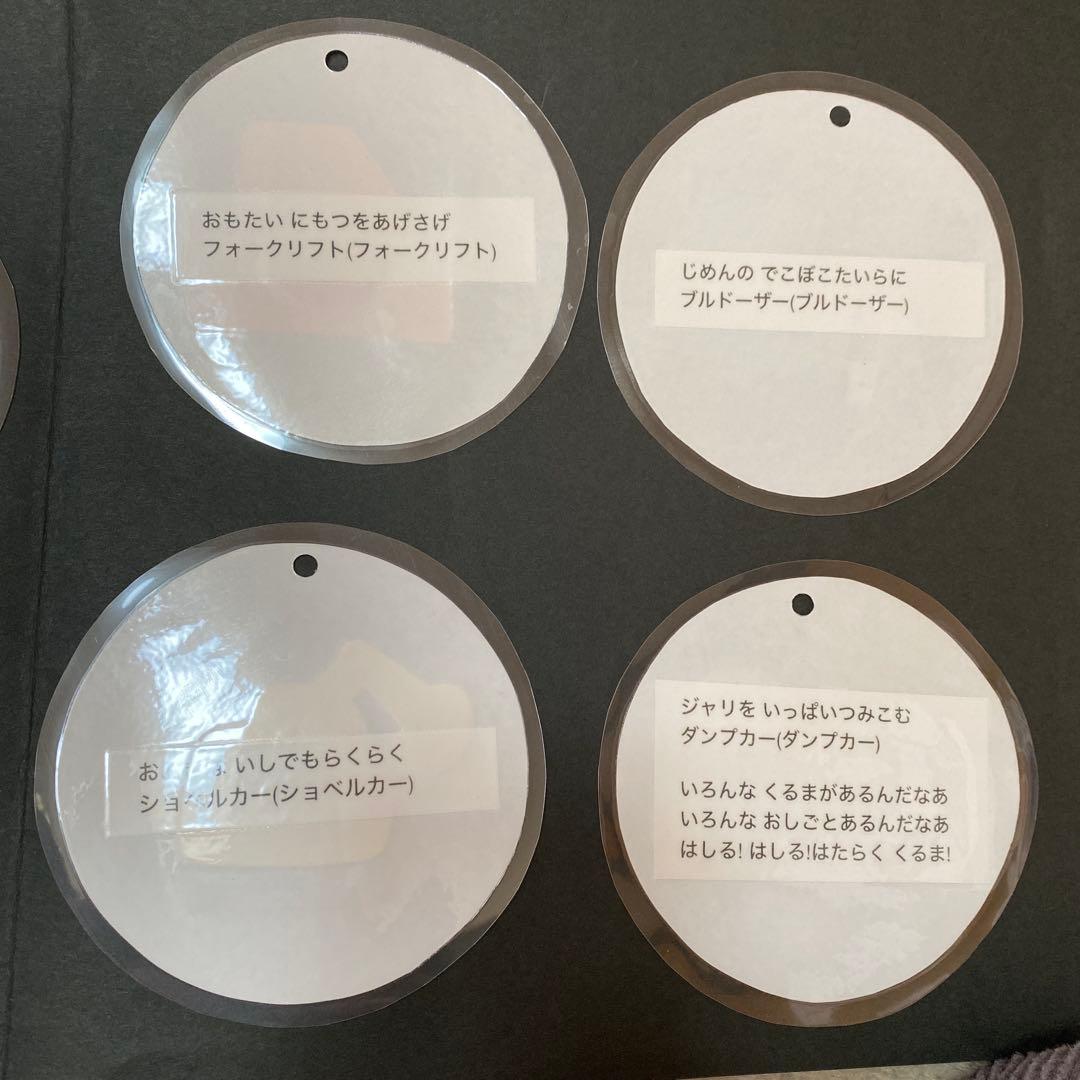 おもたい にもつをあげさげ
フォークリフト(フォークリフト)
じめんの でこぼこたいらに
ブルドーザー(ブルドーザー)
いしでもらくらく
ショベルカー(ショベルカー)
ジャリを いっぱいつみこむ
ダンプカー(ダンプカー)
いろんな くるまがあるんだなあ
いろんな おしごとあるんだなあ
はしる! はしる!はたらく くるま!